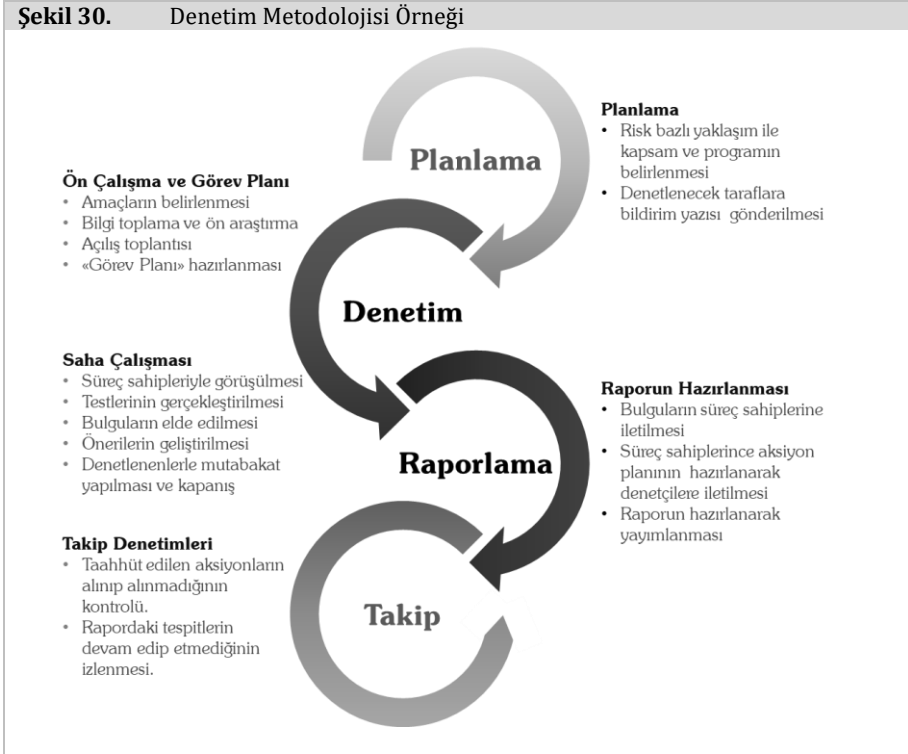 Şekil 30. Denetim Metodolojisi Örneği
Planlama
Planlama
• Risk bazlı yaklaşım ile
kapsam ve programın
belirlenmesi
• Denetlenecek taraflara
bildirim yazısı gönderilmesi
Ön Çalışma ve Görev Planı
• Amaçların belirlenmesi
• Bilgi toplama ve ön araştırma
• Açılış toplantısı
• «Görev Planı» hazırlanması
Denetim
Saha Çalışması
• Süreç sahipleriyle görüşülmesi
• Testlerinin gerçekleştirilmesi
• Bulguların elde edilmesi
• Önerilerin geliştirilmesi
• Denetlenenlerle mutabakat
yapılması ve kapanış
Raporlama
Raporun Hazırlanması
• Bulguların süreç sahiplerine
iletilmesi
• Süreç sahiplerince aksiyon
planının hazırlanarak
denetçilere iletilmesi
• Raporun hazırlanarak
yayımlanması
Takip Denetimleri
• Taahhüt edilen aksiyonların
alınıp alınmadığının
kontrolü.
• Rapordaki tespitlerin
devam edip etmediğinin
izlenmesi.
Takip